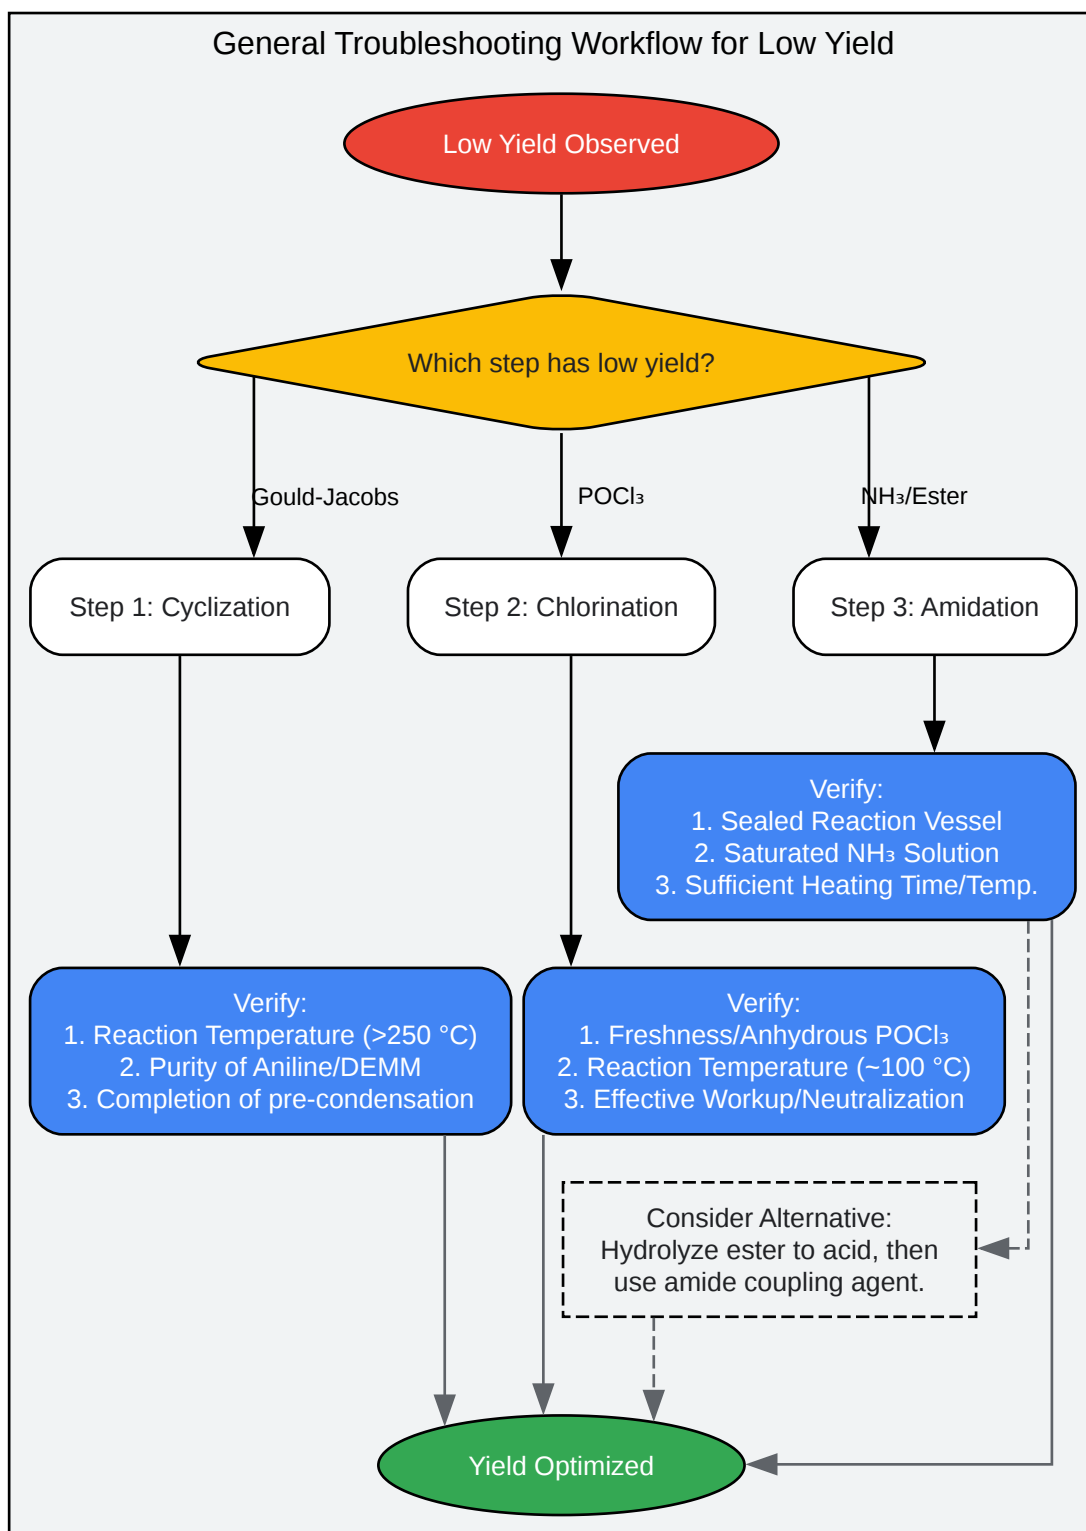 General Troubleshooting Workflow for Low Yield
Low Yield Observed
Which step has low yield?
Gould-Jacobs
POCl₃
NH₃/Ester
Step 1: Cyclization
Step 2: Chlorination
Step 3: Amidation
Verify:
1. Sealed Reaction Vessel
2. Saturated NH₃ Solution
3. Sufficient Heating Time/Temp.
Verify:
1. Reaction Temperature (>250 °C)
2. Purity of Aniline/DEMM
3. Completion of pre-condensation
Verify:
1. Freshness/Anhydrous POCl₃
2. Reaction Temperature (~100 °C)
3. Effective Workup/Neutralization
Consider Alternative:
Hydrolyze ester to acid, then
use amide coupling agent.
Yield Optimized